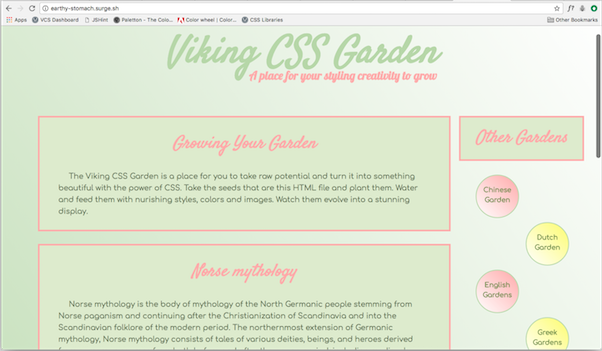 earthy-stomach.surge.sh
Apps VCS Dashboard JSHint Paletton - The Colo... Color wheel | Color... CSS Libraries Other Bookmarks
Viking CSS Garden
A place for your styling creativity to grow
Growing Your Garden
The Viking CSS Garden is a place for you to take raw potential and turn it into something
beautiful with the power of CSS. Take the seeds that are this HTML file and plant them. Water
and feed them with nurishing styles, colors and images. Watch them evolve into a stunning
display.
Other Gardens
Chinese
Garden
Dutch
Garden
English
Gardens
Greek
Gardens
Norse mythology
Norse mythology is the body of mythology of the North Germanic people stemming from
Norse paganism and continuing after the Christianization of Scandinavia and into the
Scandinavian folklore of the modern period. The northernmost extension of Germanic
mythology, Norse mythology consists of tales of various deities, beings, and heroes derived